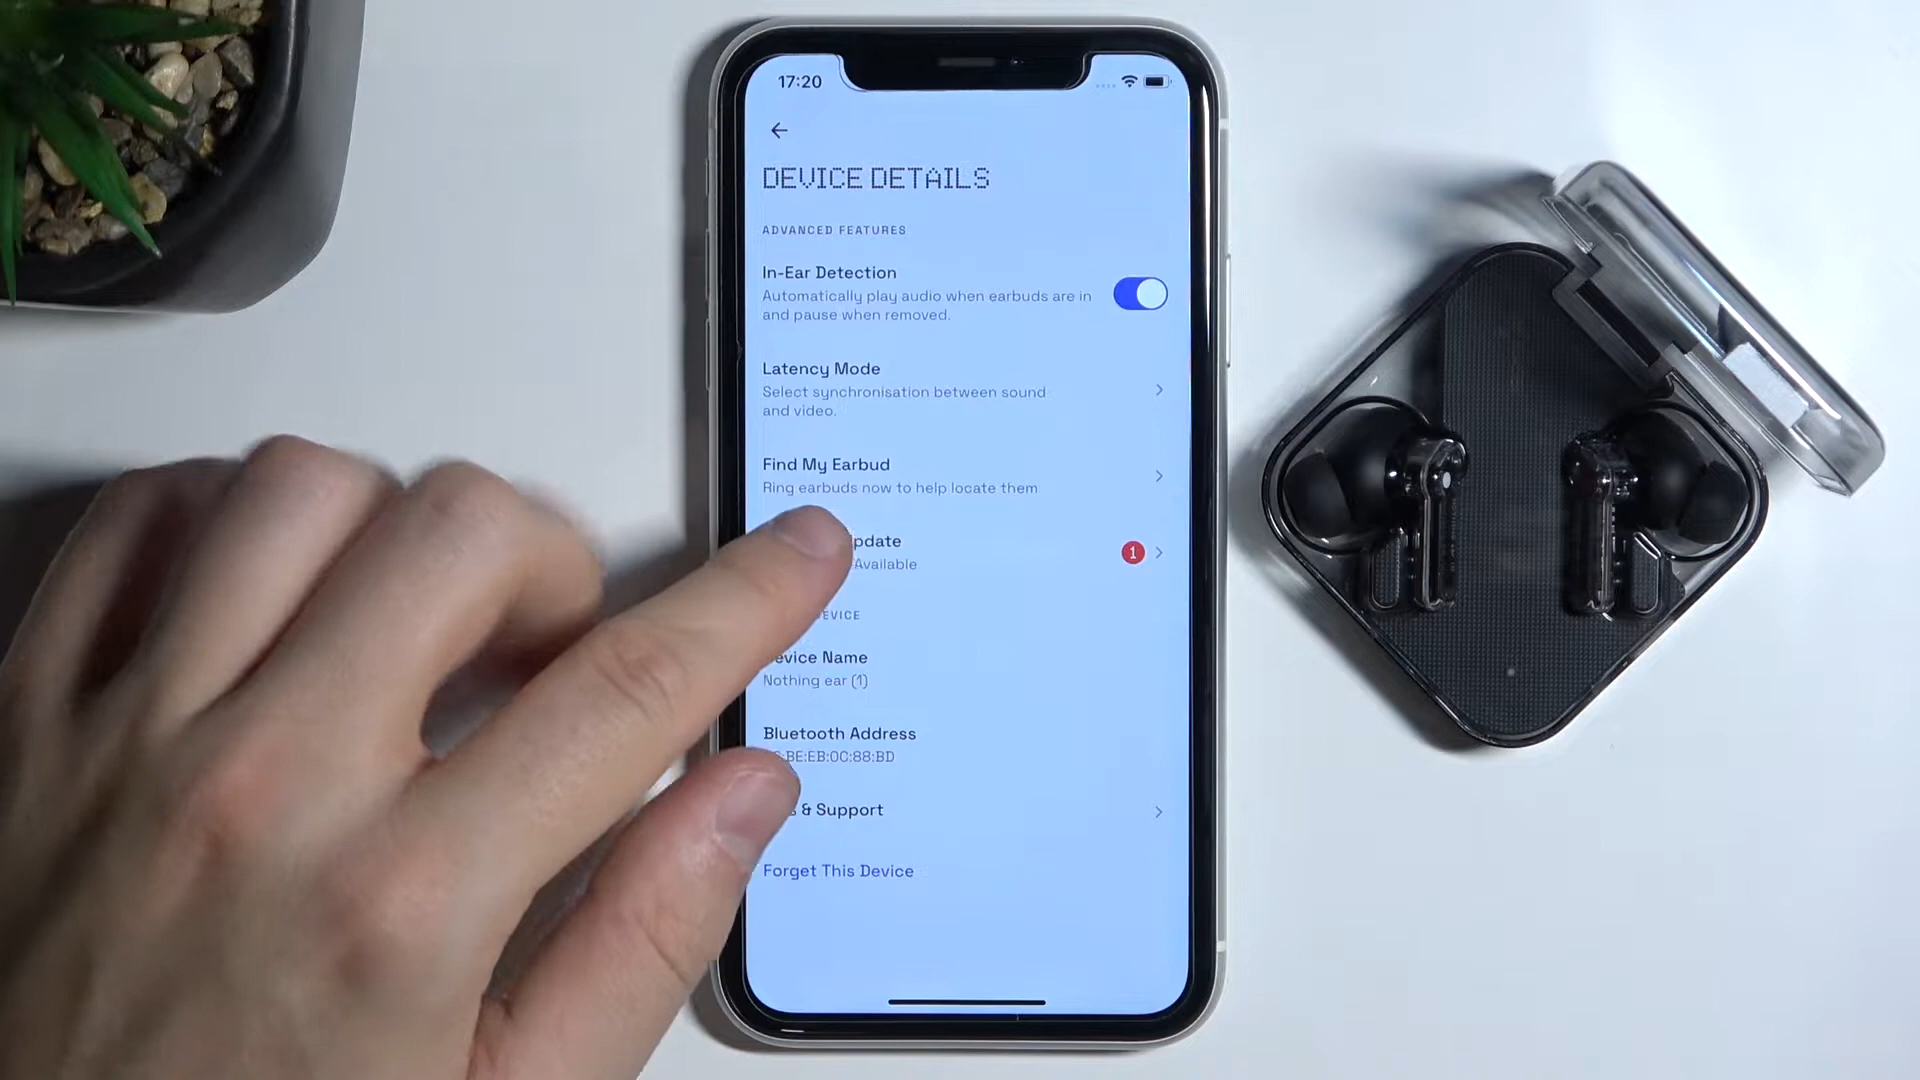 17:20
DEVICE DETAILS
ADVANCED FEATURES
In-Ear Detection
Automatically play audio when earbuds are in
and pause when removed.
Latency Mode
Select synchronisation between sound
and video.
Find My Earbud
Ring earbuds now to help locate them
pdate
Available
1
EVICE
evice Name
Nothing ear (1)
Bluetooth Address
:BE:EB:0C:88:BD
& Support
Forget This Device